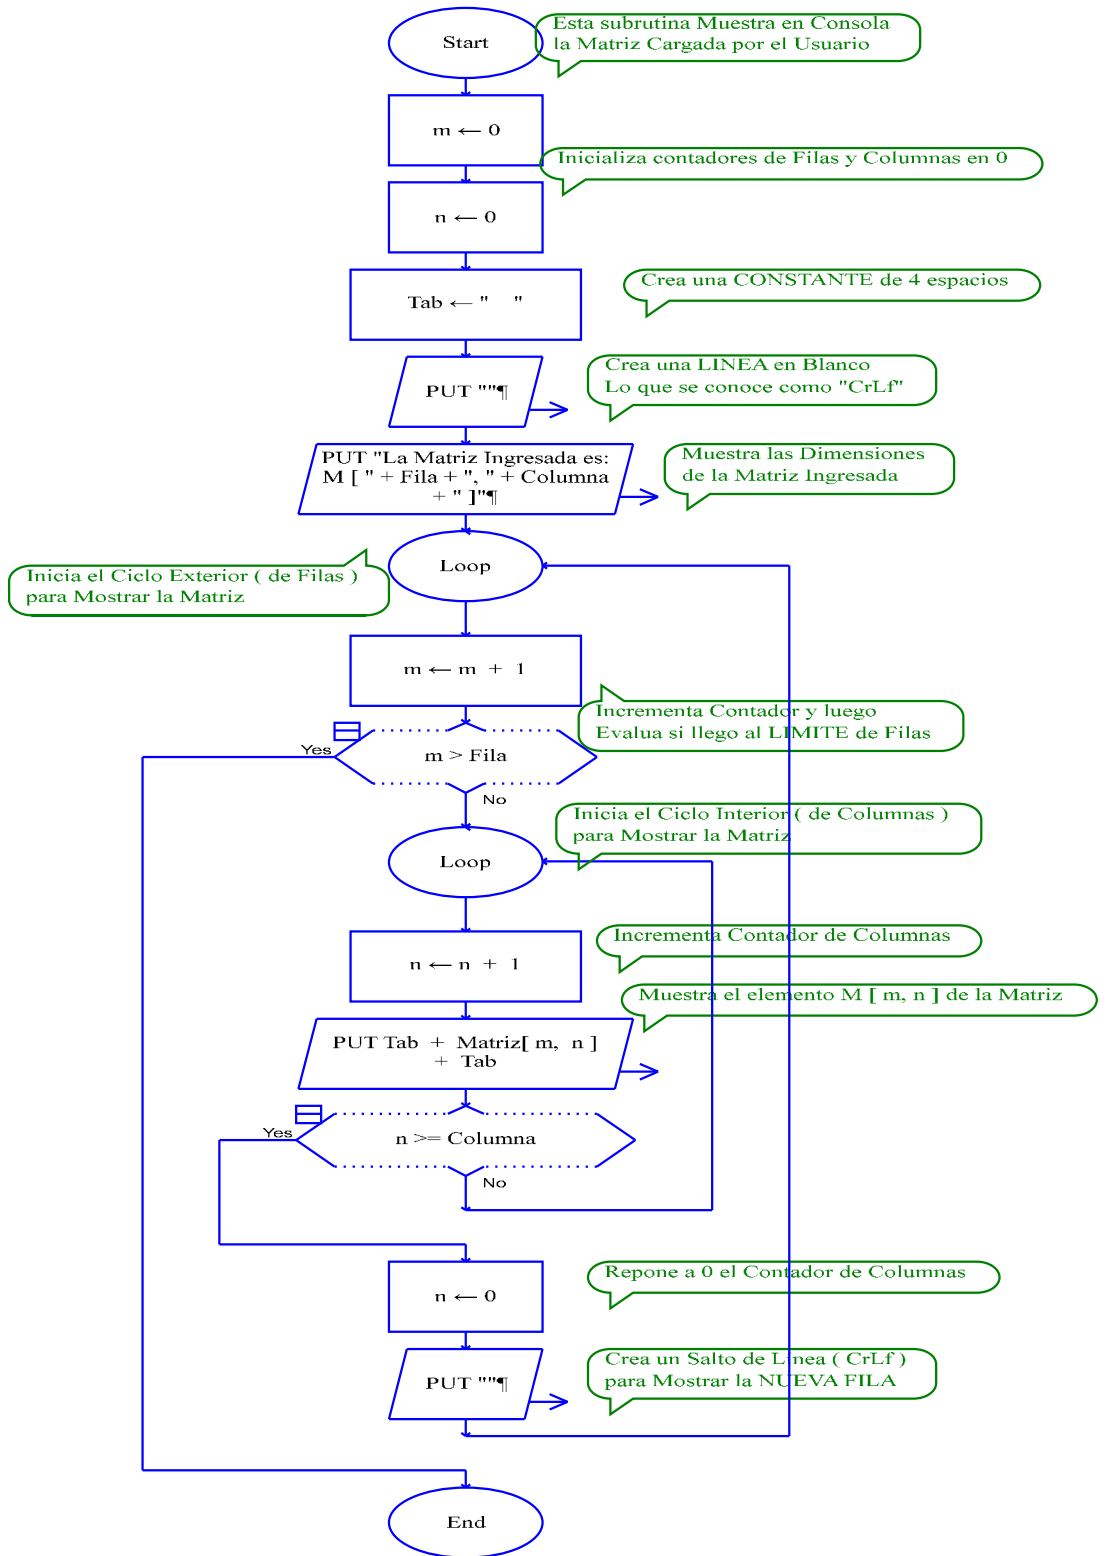 Start
Esta subrutina Muestra en Consola
la Matriz Cargada por el Usuario
m ← 0
Inicializa contadores de Filas y Columnas en 0
n ← 0
Crea una CONSTANTE de 4 espacios
Tab ← "    "
Crea una LINEA en Blanco
Lo que se conoce como "CrLf"
PUT ""¶
Muestra las Dimensiones
de la Matriz Ingresada
PUT "La Matriz Ingresada es:
M [ " + Fila + ", " + Columna
+ " ]"¶
Loop
Inicia el Ciclo Exterior ( de Filas )
para Mostrar la Matriz
m ← m + 1
Incrementa Contador y luego
Evalua si llego al LIMITE de Filas
Yes
m > Fila
No
Inicia el Ciclo Interior ( de Columnas )
para Mostrar la Matriz
Loop
Incrementa Contador de Columnas
n ← n + 1
Muestra el elemento M [ m, n ] de la Matriz
PUT Tab + Matriz[ m, n ]
+ Tab
Yes
n >= Columna
No
Repone a 0 el Contador de Columnas
n ← 0
Crea un Salto de Linea ( CrLf )
para Mostrar la NUEVA FILA
PUT ""¶
End